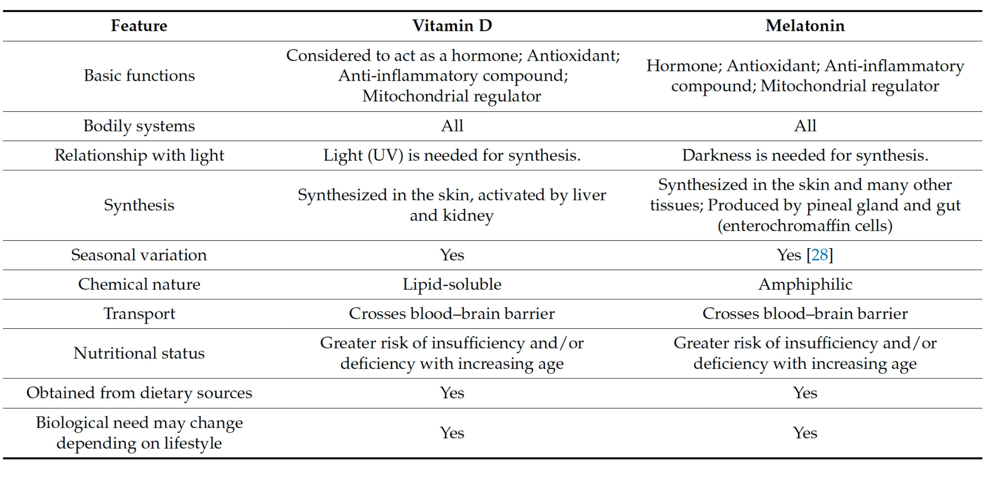 Feature Vitamin D Melatonin
Basic functions
Considered to act as a hormone; Antioxidant;
Anti-inflammatory compound;
Mitochondrial regulator
Hormone; Antioxidant; Anti-inflammatory
compound; Mitochondrial regulator
Bodily systems All All
Relationship with light Light (UV) is needed for synthesis. Darkness is needed for synthesis.
Synthesis
Synthesized in the skin, activated by liver
and kidney
Synthesized in the skin and many other
tissues; Produced by pineal gland and gut
(enterochromaffin cells)
Seasonal variation Yes Yes [28]
Chemical nature Lipid-soluble Amphiphilic
Transport Crosses blood–brain barrier Crosses blood–brain barrier
Nutritional status
Greater risk of insufficiency and/or
deficiency with increasing age
Greater risk of insufficiency and/or
deficiency with increasing age
Obtained from dietary sources Yes Yes
Biological need may change
depending on lifestyle
Yes Yes